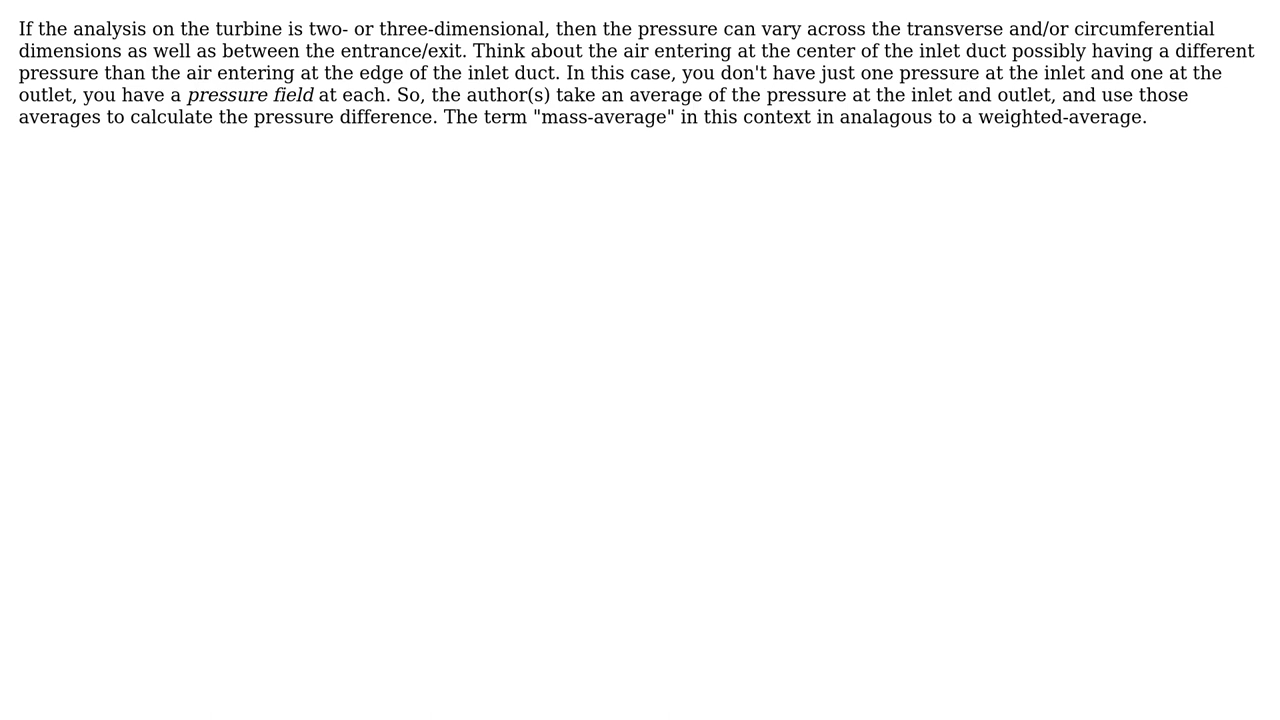 If the analysis on the turbine is two- or three-dimensional, then the pressure can vary across the transverse and/or circumferential
dimensions as well as between the entrance/exit. Think about the air entering at the center of the inlet duct possibly having a different
pressure than the air entering at the edge of the inlet duct. In this case, you don't have just one pressure at the inlet and one at the
outlet, you have a pressure field at each. So, the author(s) take an average of the pressure at the inlet and outlet, and use those
averages to calculate the pressure difference. The term "mass-average" in this context in analagous to a weighted-average.